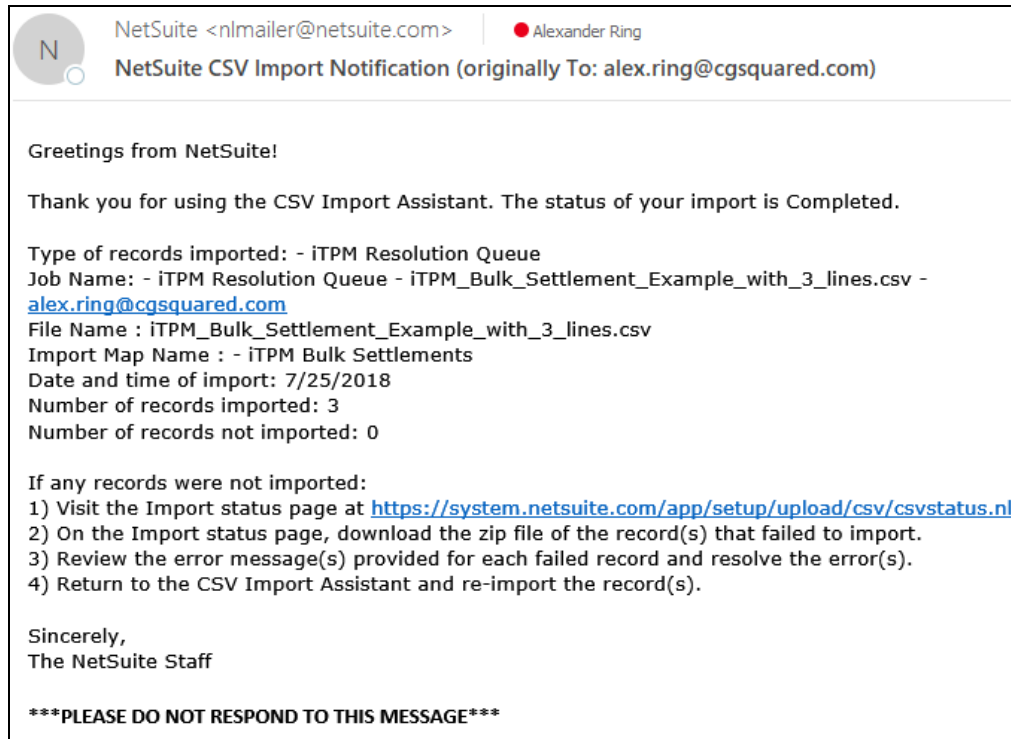 N
NetSuite <nlmailer@netsuite.com> Alexander Ring
NetSuite CSV Import Notification (originally To: alex.ring@cgsquared.com)
Greetings from NetSuite!
Thank you for using the CSV Import Assistant. The status of your import is Completed.
Type of records imported: - iTPM Resolution Queue
Job Name: - iTPM Resolution Queue - iTPM_Bulk_Settlement_Example_with_3_lines.csv -
alex.ring@cgsquared.com
File Name : iTPM_Bulk_Settlement_Example_with_3_lines.csv
Import Map Name : - iTPM Bulk Settlements
Date and time of import: 7/25/2018
Number of records imported: 3
Number of records not imported: 0
If any records were not imported:
1) Visit the Import status page at https://system.netsuite.com/app/setup/upload/csv/csvstatus.nl
2) On the Import status page, download the zip file of the record(s) that failed to import.
3) Review the error message(s) provided for each failed record and resolve the error(s).
4) Return to the CSV Import Assistant and re-import the record(s).
Sincerely,
The NetSuite Staff
***PLEASE DO NOT RESPOND TO THIS MESSAGE***